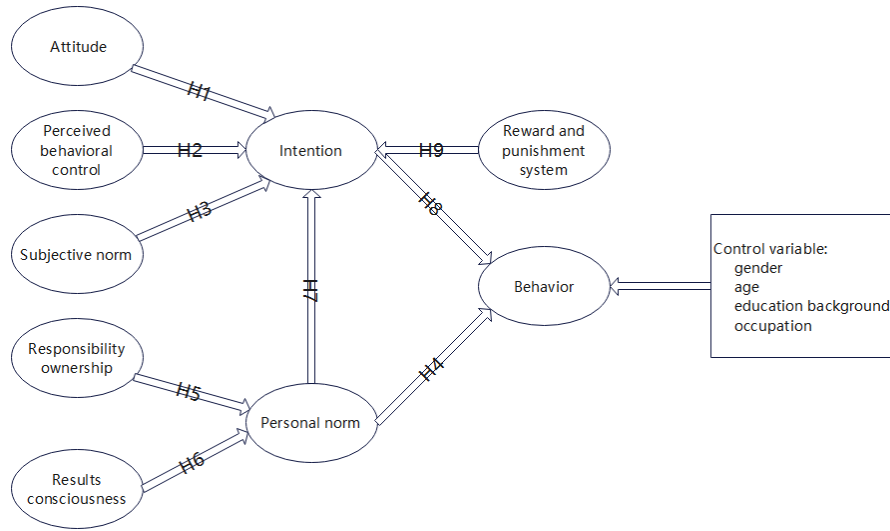 Attitude
H1
Perceived
behavioral
control
H2
Intention
H9
Reward and
punishment
system
H3
H8
Subjective norm
Control variable:
gender
age
education background
occupation
H7
Behavior
Responsibility
ownership
H5
H4
Personal norm
H6
Results
consciousness